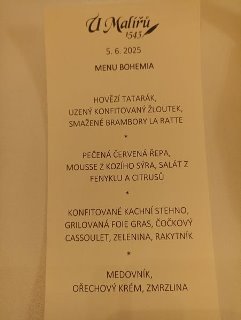 U Malířů
1543
5. 6. 2025
MENU BOHEMIA
HOVĚZÍ TATARÁK,
UZENÝ KONFITOVANÝ ŽLOUTEK,
SMAŽENÉ BRAMBORY LA RATTE
*
PEČENÁ ČERVENÁ ŘEPA,
MOUSSE Z KOZÍHO SÝRA, SALÁT Z
FENYKLU A CITRUSŮ
*
KONFITOVANÉ KACHNÍ STEHNO,
GRILOVANÁ FOIE GRAS, ČOČKOVÝ
CASSOULET, ZELENINA, RAKYTNÍK
*
MEDOVNÍK,
OŘECHOVÝ KRÉM, ZMRZLINA